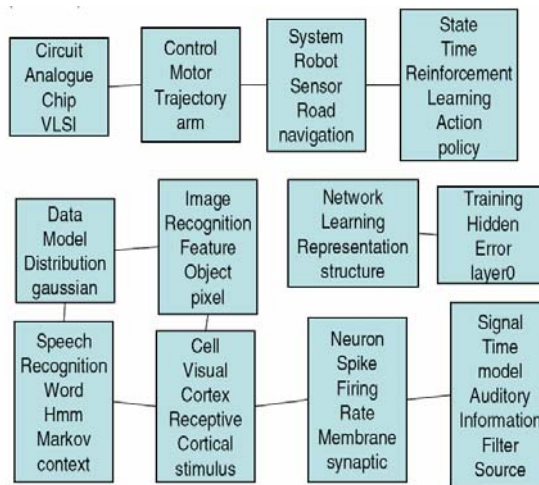 Circuit
Analogue
Chip
VLSI
Control
Motor
Trajectory
arm
System
Robot
Sensor
Road
navigation
State
Time
Reinforcement
Learning
Action
policy
Data
Model
Distribution
gaussian
Image
Recognition
Feature
Object
pixel
Network
Learning
Representation
structure
Training
Hidden
Error
layer0
Speech
Recognition
Word
Hmm
Markov
context
Cell
Visual
Cortex
Receptive
Cortical
stimulus
Neuron
Spike
Firing
Rate
Membrane
synaptic
Signal
Time
model
Auditory
Information
Filter
Source